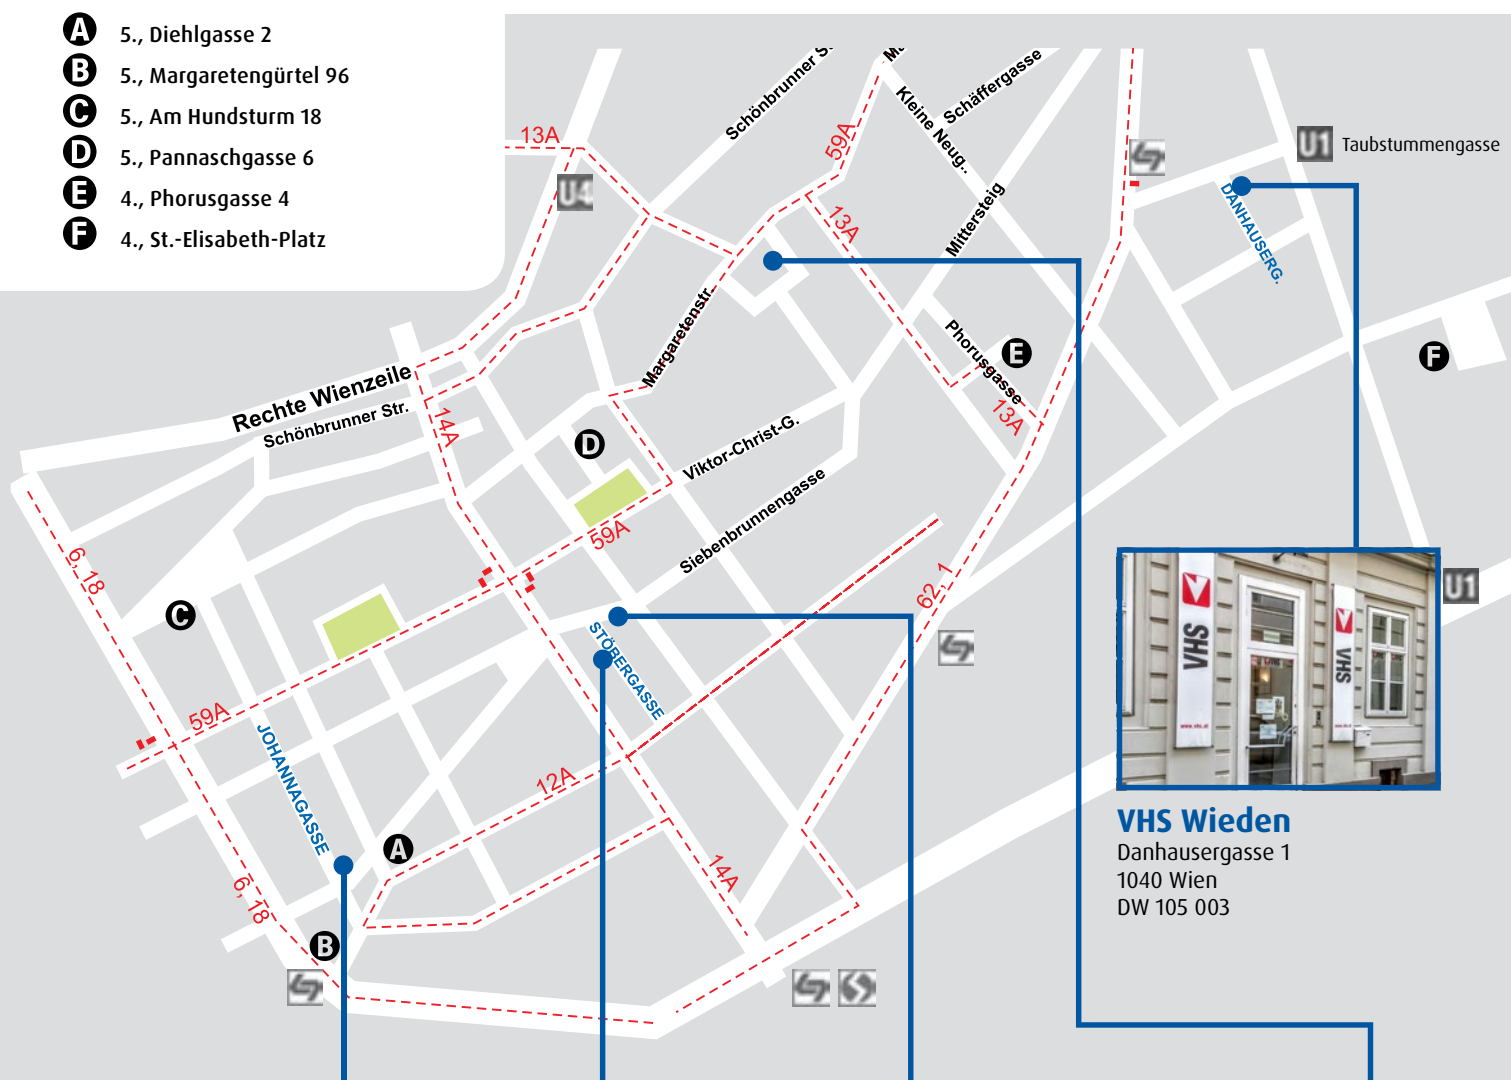 A 5., Diehlgasse 2
B 5., Margaretengürtel 96
C 5., Am Hundsturm 18
D 5., Pannaschgasse 6
E 4., Phorusgasse 4
F 4., St.-Elisabeth-Platz
13A
U4
Schönbrunner
59A
Kleine Neug..
Schäffergasse
U1 Taubstummengasse
DANHAUSERG.
13A
Mittersteig
Margaretenstr.
Phorusgasse
E
F
13A
Rechte Wienzeile
Schönbrunner Str.
14A
D
Viktor-Christ-G.
Siebenbrunnengasse
59A
6, 18
C
62, 1
U1
STÖBERGASSE
59A
JOHANNAGASSE
12A
A
14A
6, 18
B
VHS
VHS
www.vhs.at
VHS Wieden
Danhausergasse 1
1040 Wien
DW 105 003